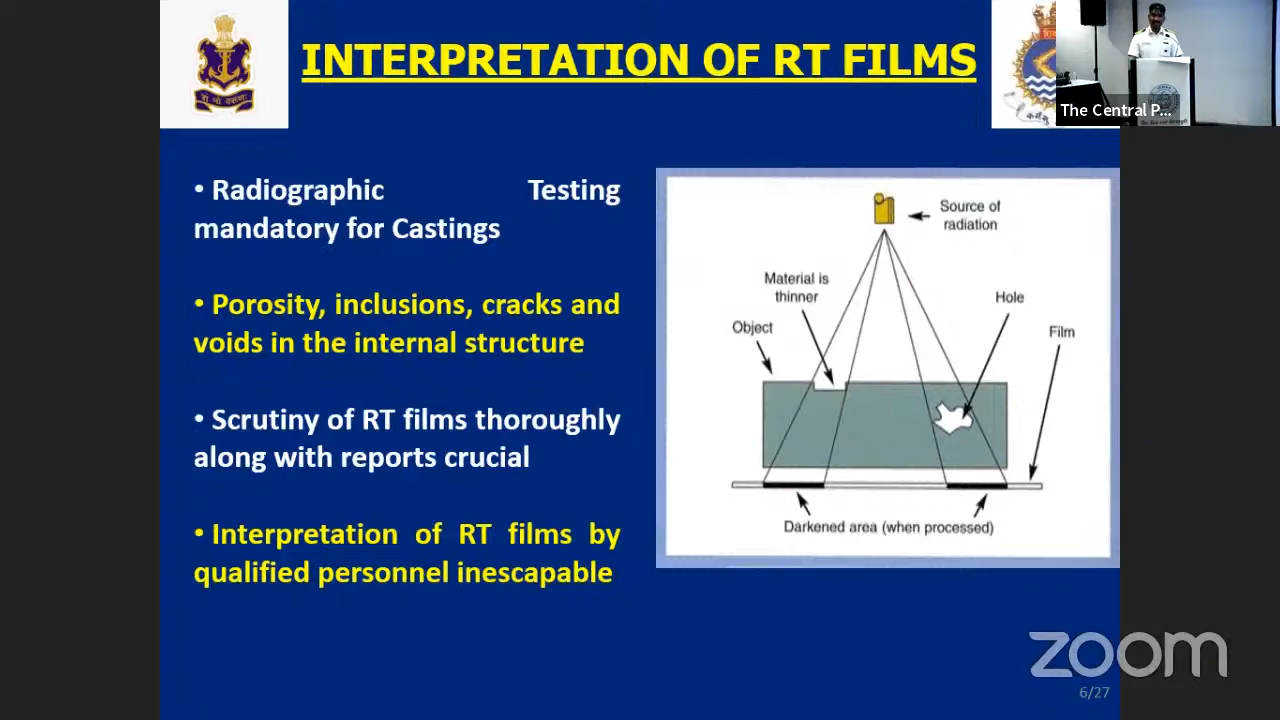 INTERPRETATION OF RT FILMS
The Central P...
• Radiographic Testing
mandatory for Castings
• Porosity, inclusions, cracks and
voids in the internal structure
• Scrutiny of RT films thoroughly
along with reports crucial
• Interpretation of RT films by
qualified personnel inescapable
Source of
radiation
Material is
thinner
Hole
Object
Film
Darkened area (when processed)
zoom
6/27